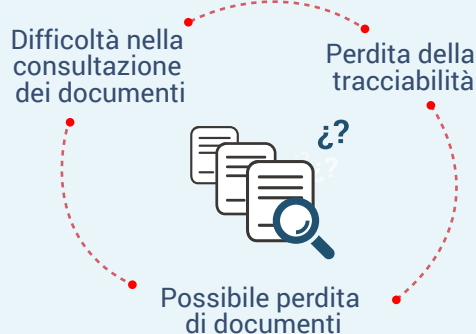 Difficoltà nella
consultazione
dei documenti
Perdita della
tracciabilità
¿?
¿?
Possibile perdita
di documenti